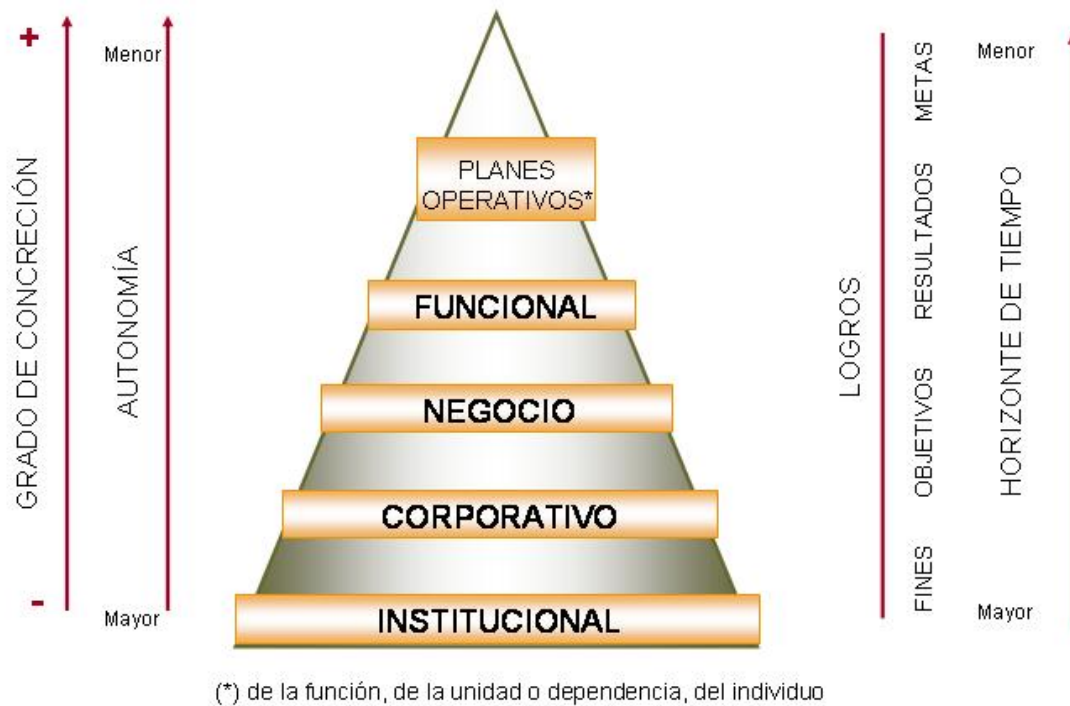 +
-
GRADO DE CONCRECIÓN
Menor
AUTONOMÍA
Mayor
PLANES
OPERATIVOS*
FUNCIONAL
NEGOCIO
CORPORATIVO
INSTITUCIONAL
LOGROS
METAS
RESULTADOS
OBJETIVOS
FINES
Menor
HORIZONTE DE TIEMPO
Mayor
(*) de la función, de la unidad o dependencia, del individuo